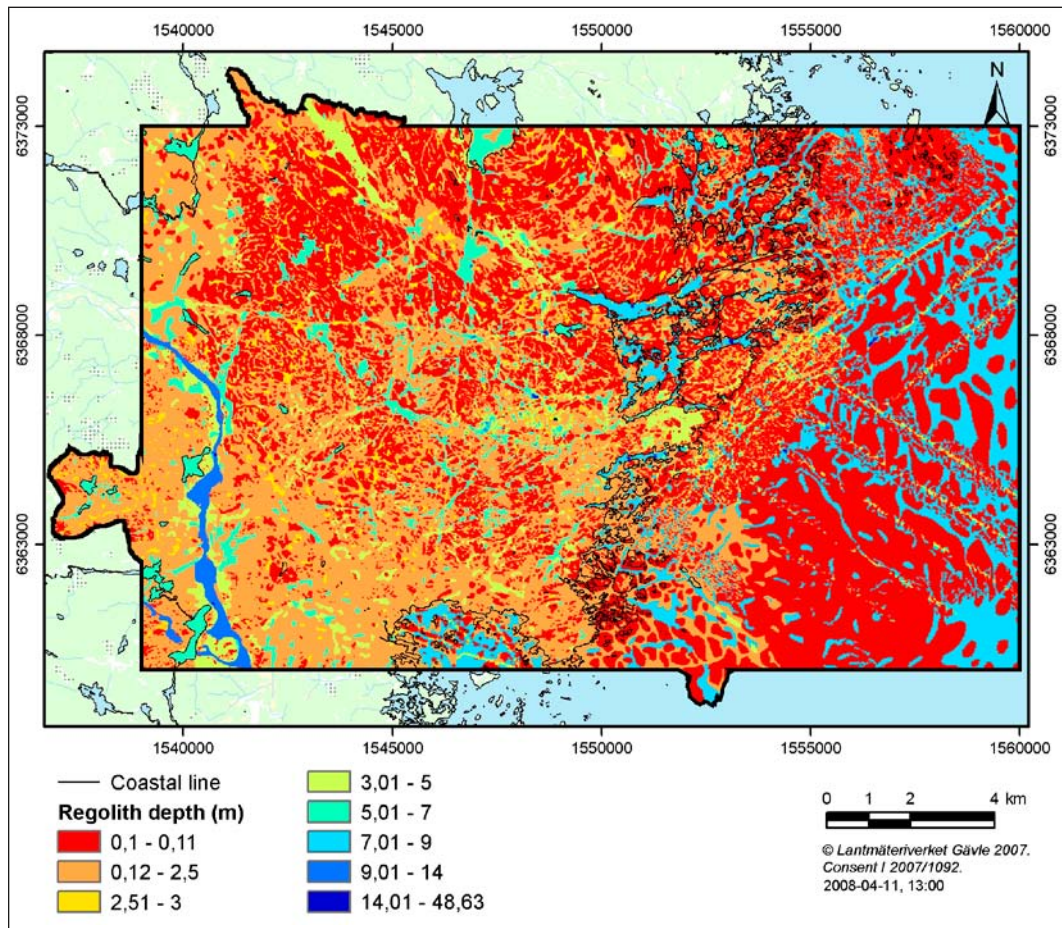 1540000 1545000 1550000 1555000 1560000
N
6373000 6373000
6368000 6368000
6363000 6363000
1540000 1545000 1550000 1555000 1560000
Coastal line
Regolith depth (m)
0,1 - 0,11
0,12 - 2,5
2,51 - 3
3,01 - 5
5,01 - 7
7,01 - 9
9,01 - 14
14,01 - 48,63
0 1 2 4 km
© Lantmäteriverket Gävle 2007.
Consent I 2007/1092.
2008-04-11, 13:00